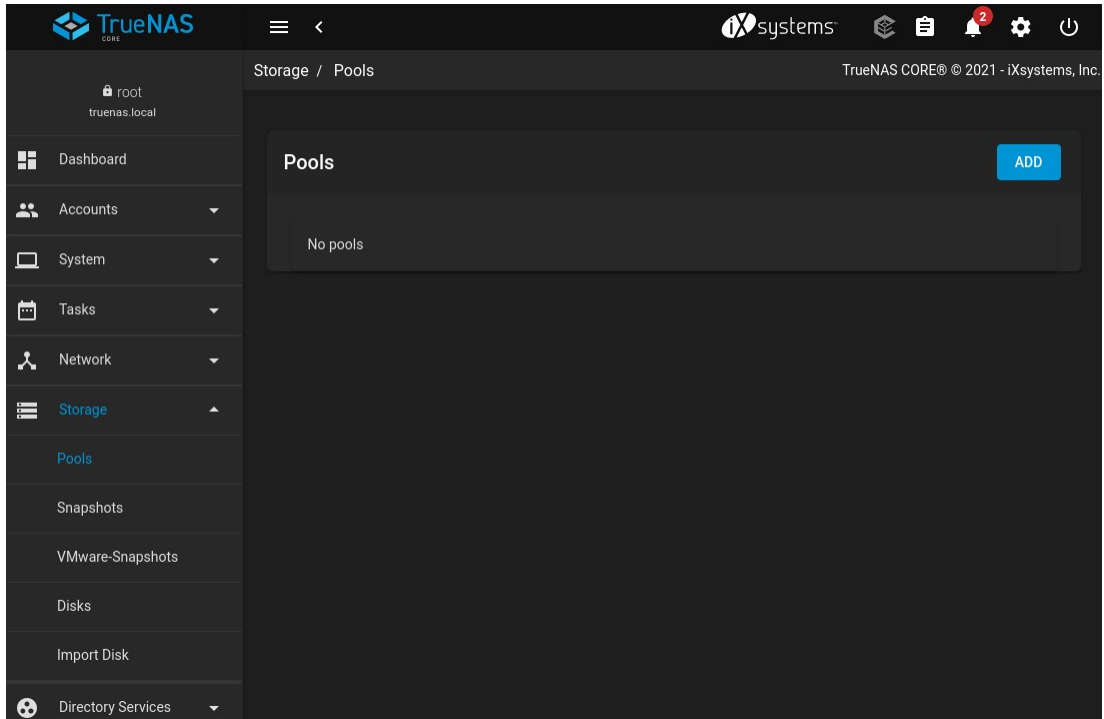 TrueNAS
CORE
iXsystems
2
root
truenas.local
Storage / Pools
TrueNAS CORE® © 2021 - iXsystems, Inc.
Dashboard
Accounts
System
Tasks
Network
Storage
Pools
Snapshots
VMware-Snapshots
Disks
Import Disk
Directory Services
Pools
ADD
No pools